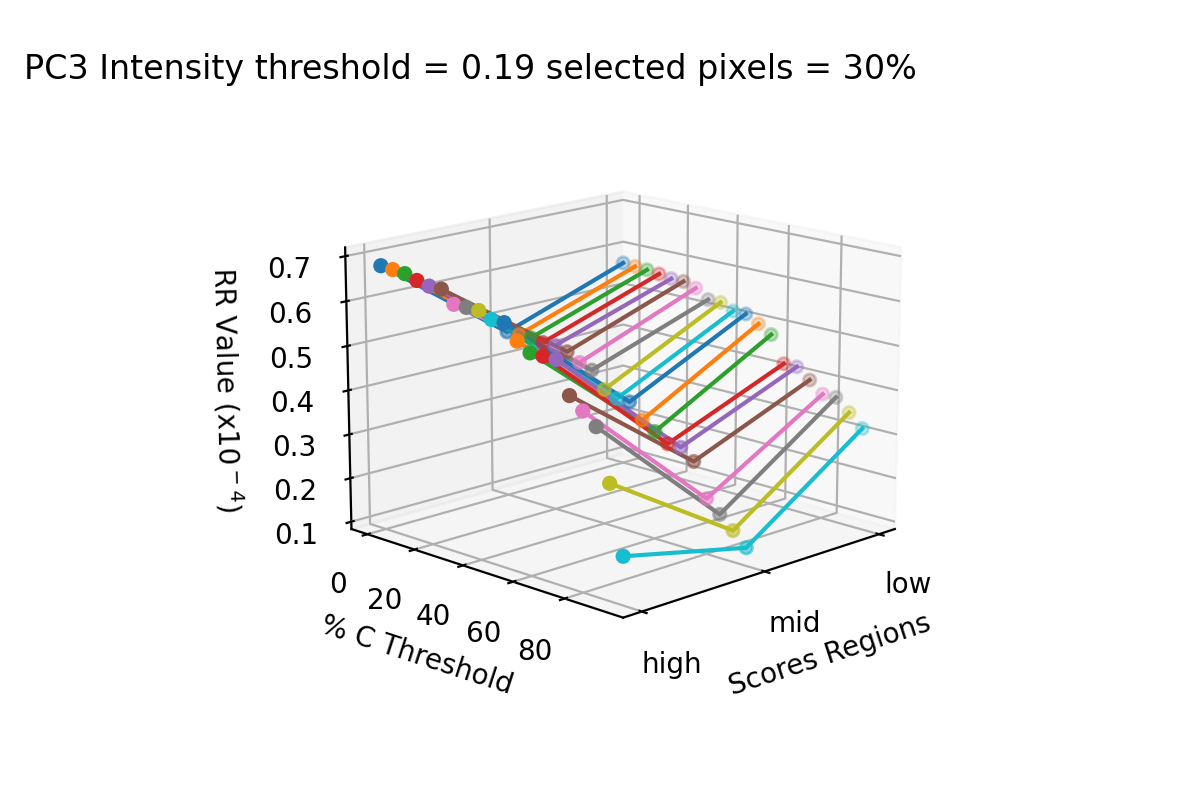 PC3 Intensity threshold = 0.19 selected pixels = 30%
RR Value (x10⁻⁴)
0.7
0.6
0.5
0.4
0.3
0.2
0.1
0
20
40
60
80
% C Threshold
high
mid
low
Scores Regions